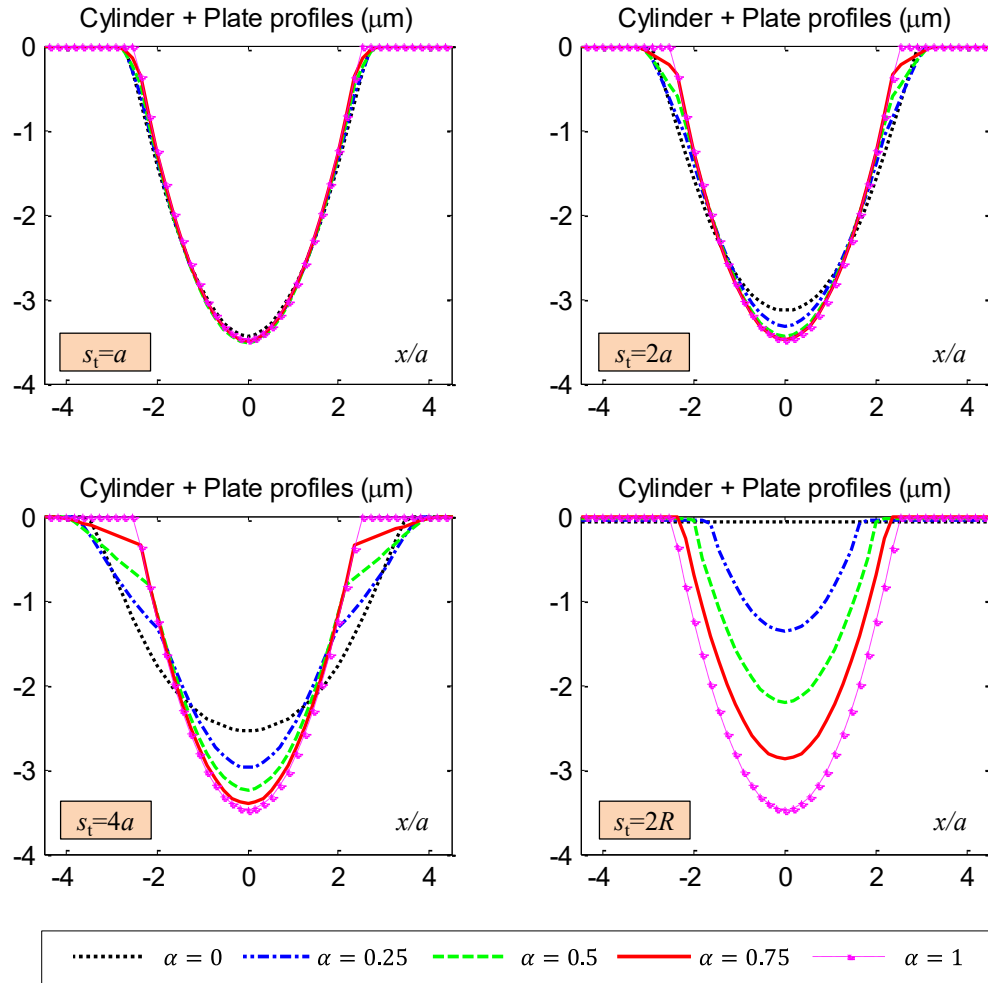 Cylinder + Plate profiles (μm)
0
-1
-2
-3
-4
-4 -2 0 2 4
s_t=a
x/a
Cylinder + Plate profiles (μm)
0
-1
-2
-3
-4
-4 -2 0 2 4
s_t=2a
x/a
Cylinder + Plate profiles (μm)
0
-1
-2
-3
-4
-4 -2 0 2 4
s_t=4a
x/a
Cylinder + Plate profiles (μm)
0
-1
-2
-3
-4
-4 -2 0 2 4
s_t=2R
x/a
α = 0 α = 0.25 α = 0.5 α = 0.75 α = 1